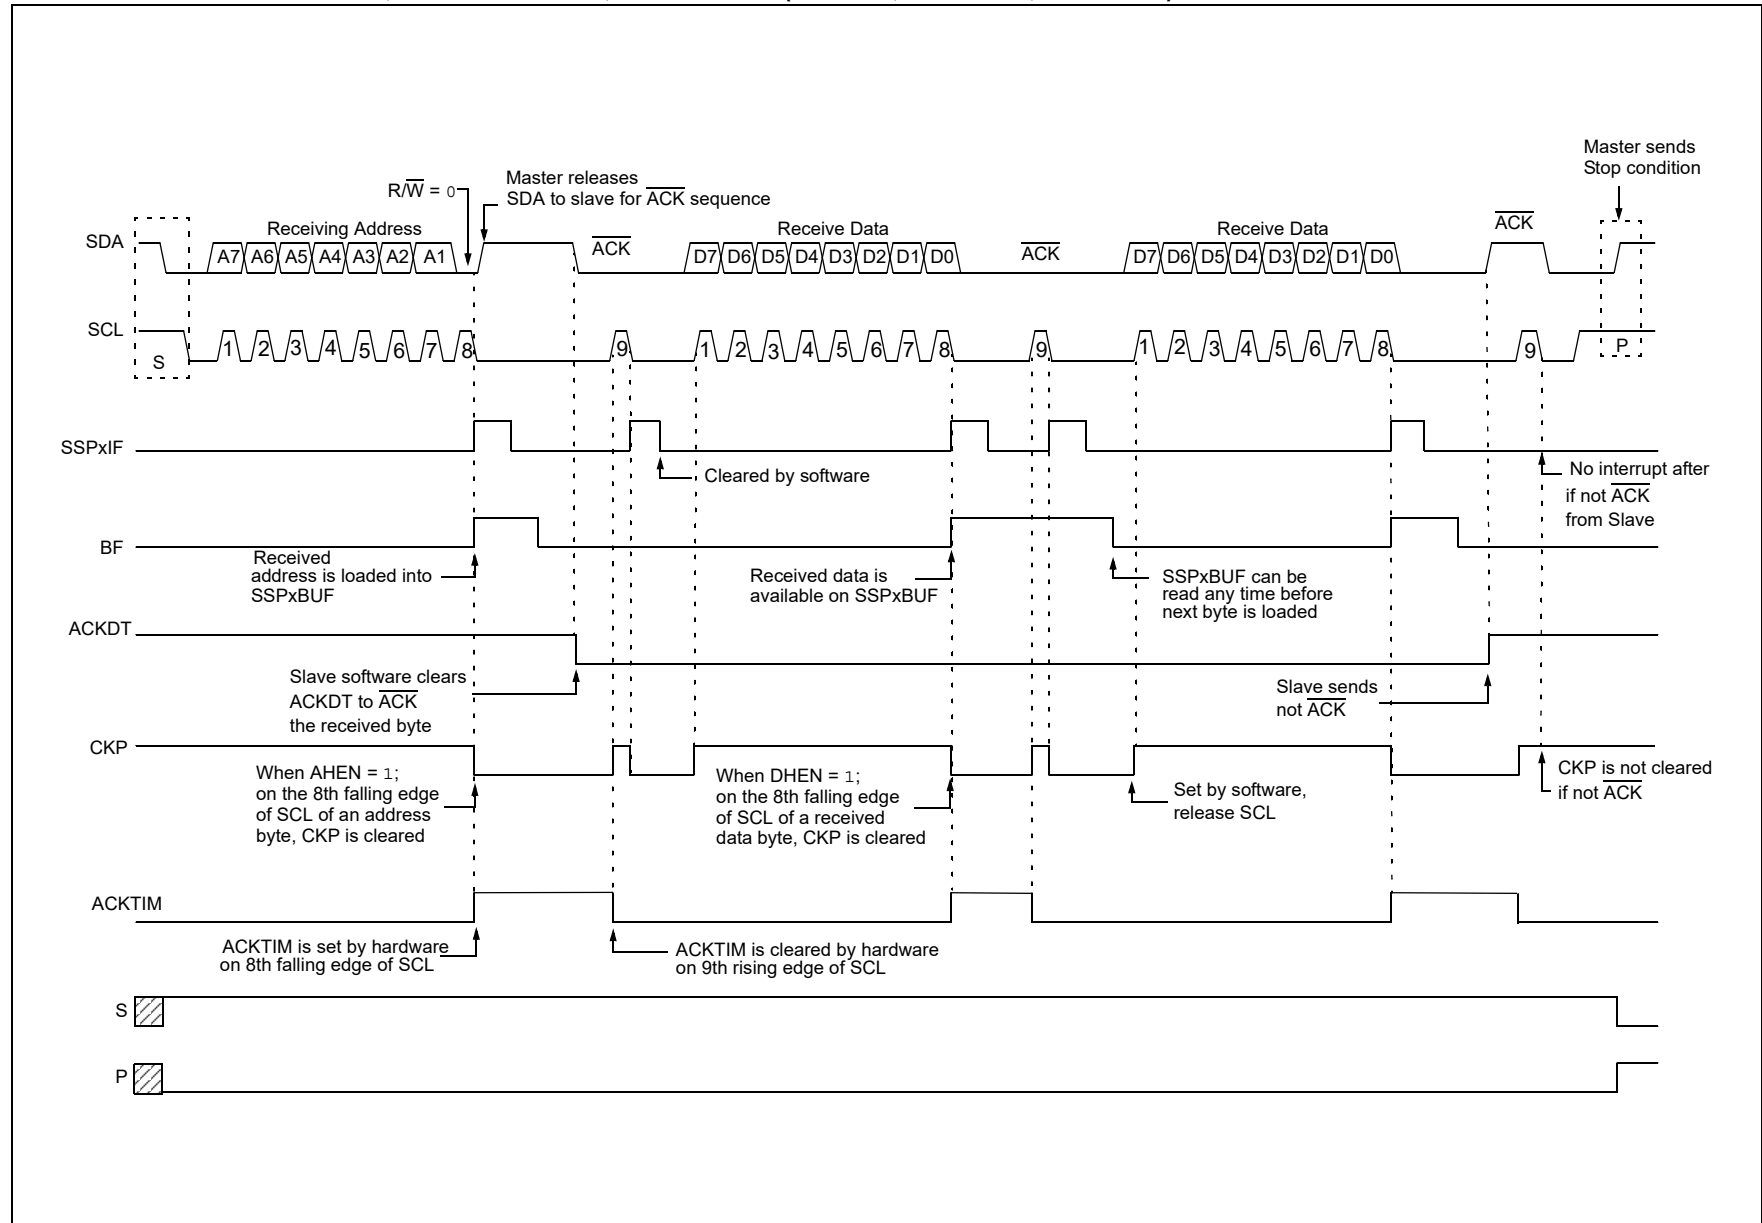 Master sends
Stop condition
R/W̅ = 0
Master releases
SDA to slave for A̅C̅K̅ sequence
SDA
Receiving Address
A7 A6 A5 A4 A3 A2 A1
A̅C̅K̅
Receive Data
D7 D6 D5 D4 D3 D2 D1 D0
A̅C̅K̅
Receive Data
D7 D6 D5 D4 D3 D2 D1 D0
A̅C̅K̅
SCL
S
1 2 3 4 5 6 7 8 9
1 2 3 4 5 6 7 8 9
1 2 3 4 5 6 7 8 9
P
SSPxIF
Cleared by software
No interrupt after
if not A̅C̅K̅
from Slave
BF
Received
address is loaded into
SSPxBUF
Received data is
available on SSPxBUF
SSPxBUF can be
read any time before
next byte is loaded
ACKDT
Slave software clears
ACKDT to A̅C̅K̅
the received byte
Slave sends
not A̅C̅K̅
CKP
When AHEN = 1;
on the 8th falling edge
of SCL of an address
byte, CKP is cleared
When DHEN = 1;
on the 8th falling edge
of SCL of a received
data byte, CKP is cleared
Set by software,
release SCL
CKP is not cleared
if not A̅C̅K̅
ACKTIM
ACKTIM is set by hardware
on 8th falling edge of SCL
ACKTIM is cleared by hardware
on 9th rising edge of SCL
S
P